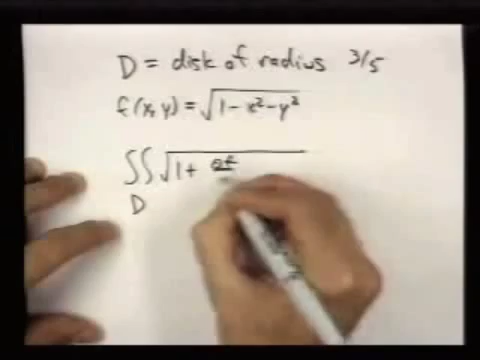 D = disk of radius 3/5
f(x,y) = √(1-x²-y²)
∬ √(1+ ∂f
D